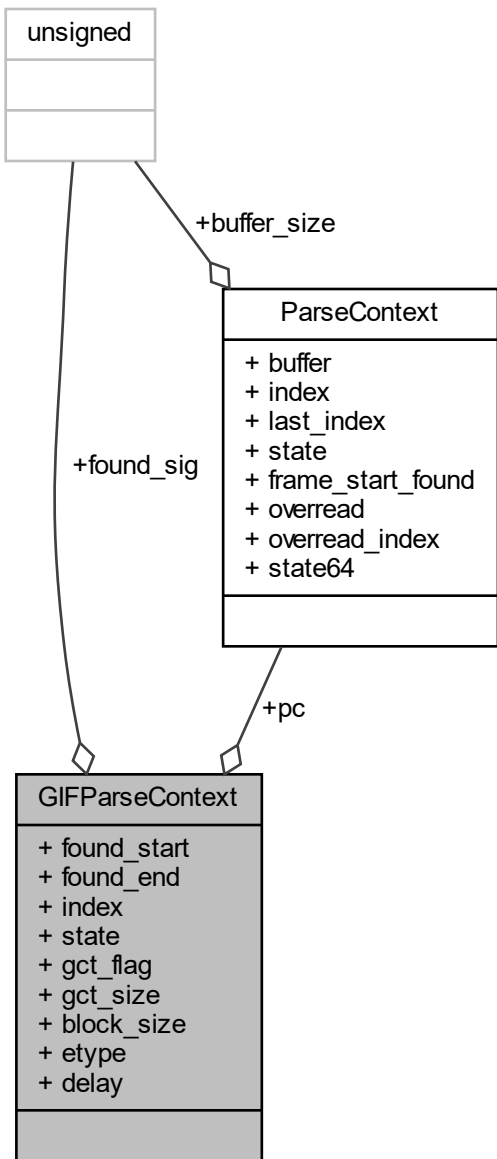 unsigned
+buffer_size
ParseContext
+ buffer
+ index
+ last_index
+ state
+ frame_start_found
+ overread
+ overread_index
+ state64
+found_sig
+pc
GIFParseContext
+ found_start
+ found_end
+ index
+ state
+ gct_flag
+ gct_size
+ block_size
+ etype
+ delay